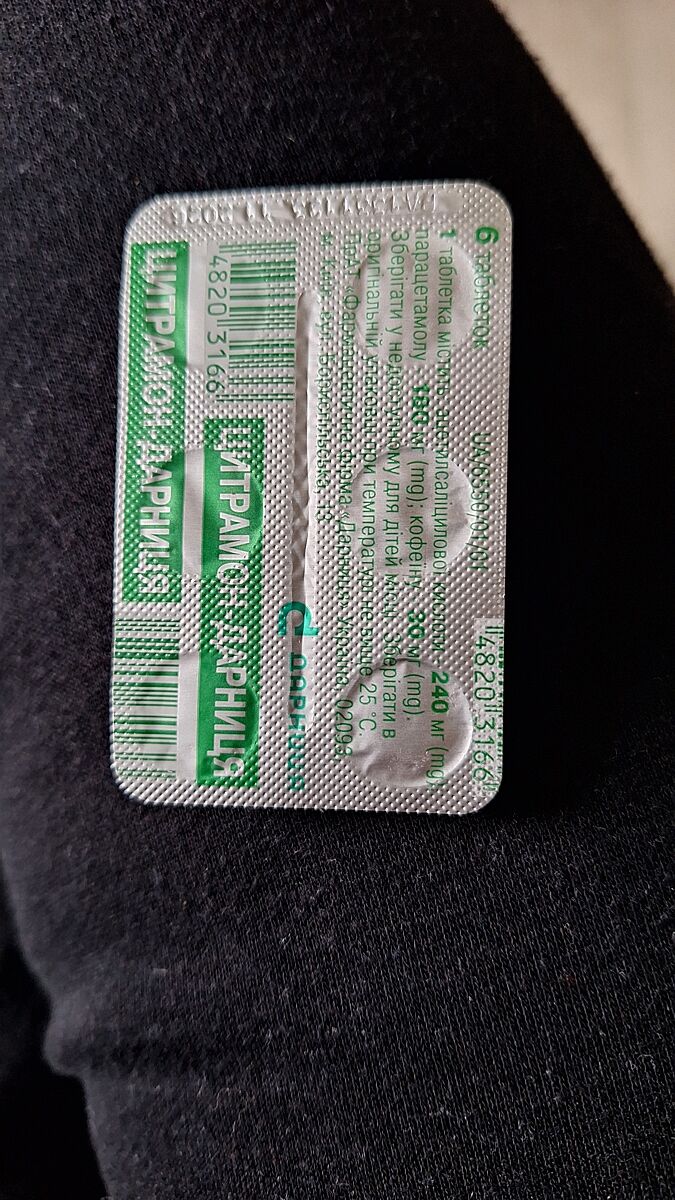 6 таблеток UA/6550/01/01
4820 3166
1 таблетка містить: ацетилсаліцилової кислоти 240 мг (mg)
парацетамолу 180 мг (mg); кофеїну 30 мг (mg).
Зберігати у недоступному для дітей місці. Зберігати в
оригінальній упаковці при температурі не вище 25 °C.
ПрАТ «Фармацевтична фірма «Дарниця» Україна, 02093,
м. Київ, вул. Бориспільська, 13.
ДАРНИЦЯ
4820 3166
ЦИТРАМОН-ДАРНИЦЯ
ЦИТРАМОН-ДАРНИЦЯ